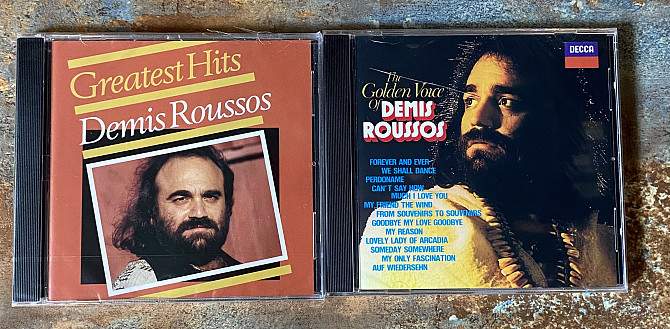 Greatest Hits
Demis Roussos
DECCA
The
Golden Voice
Of DEMIS
ROUSSOS
FOREVER AND EVER
WE SHALL DANCE
PERDONAME
CAN'T SAY HOW
MUCH I LOVE YOU
MY FRIEND THE WIND
FROM SOUVENIRS TO SOUVENIRS
GOODBYE MY LOVE GOODBYE
MY REASON
LOVELY LADY OF ARCADIA
SOMEDAY SOMEWHERE
MY ONLY FASCINATION
AUF WIEDERSEHN